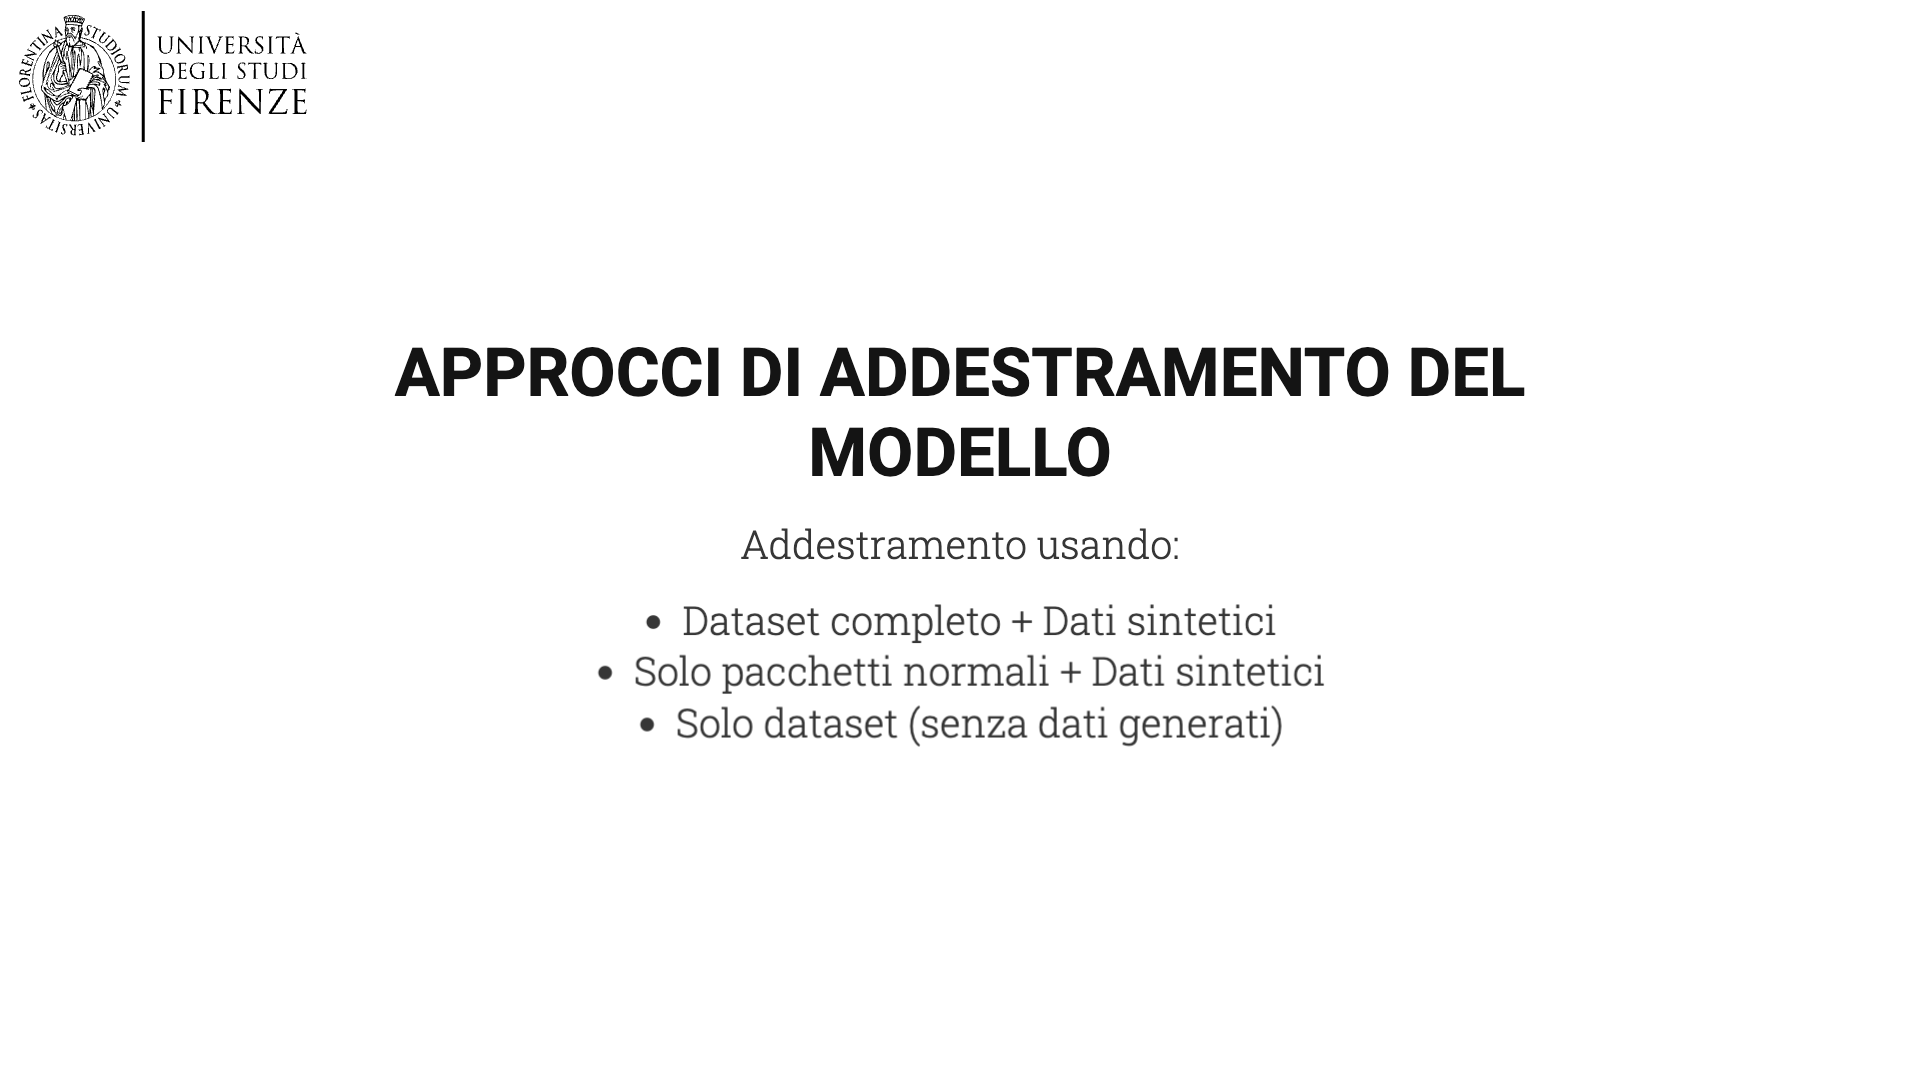 FLORENTINA STUDIORUM UNIVERSITAS
UNIVERSITÀ
DEGLI STUDI
FIRENZE
APPROCCI DI ADDESTRAMENTO DEL
MODELLO
Addestramento usando:
• Dataset completo + Dati sintetici
• Solo pacchetti normali + Dati sintetici
• Solo dataset (senza dati generati)